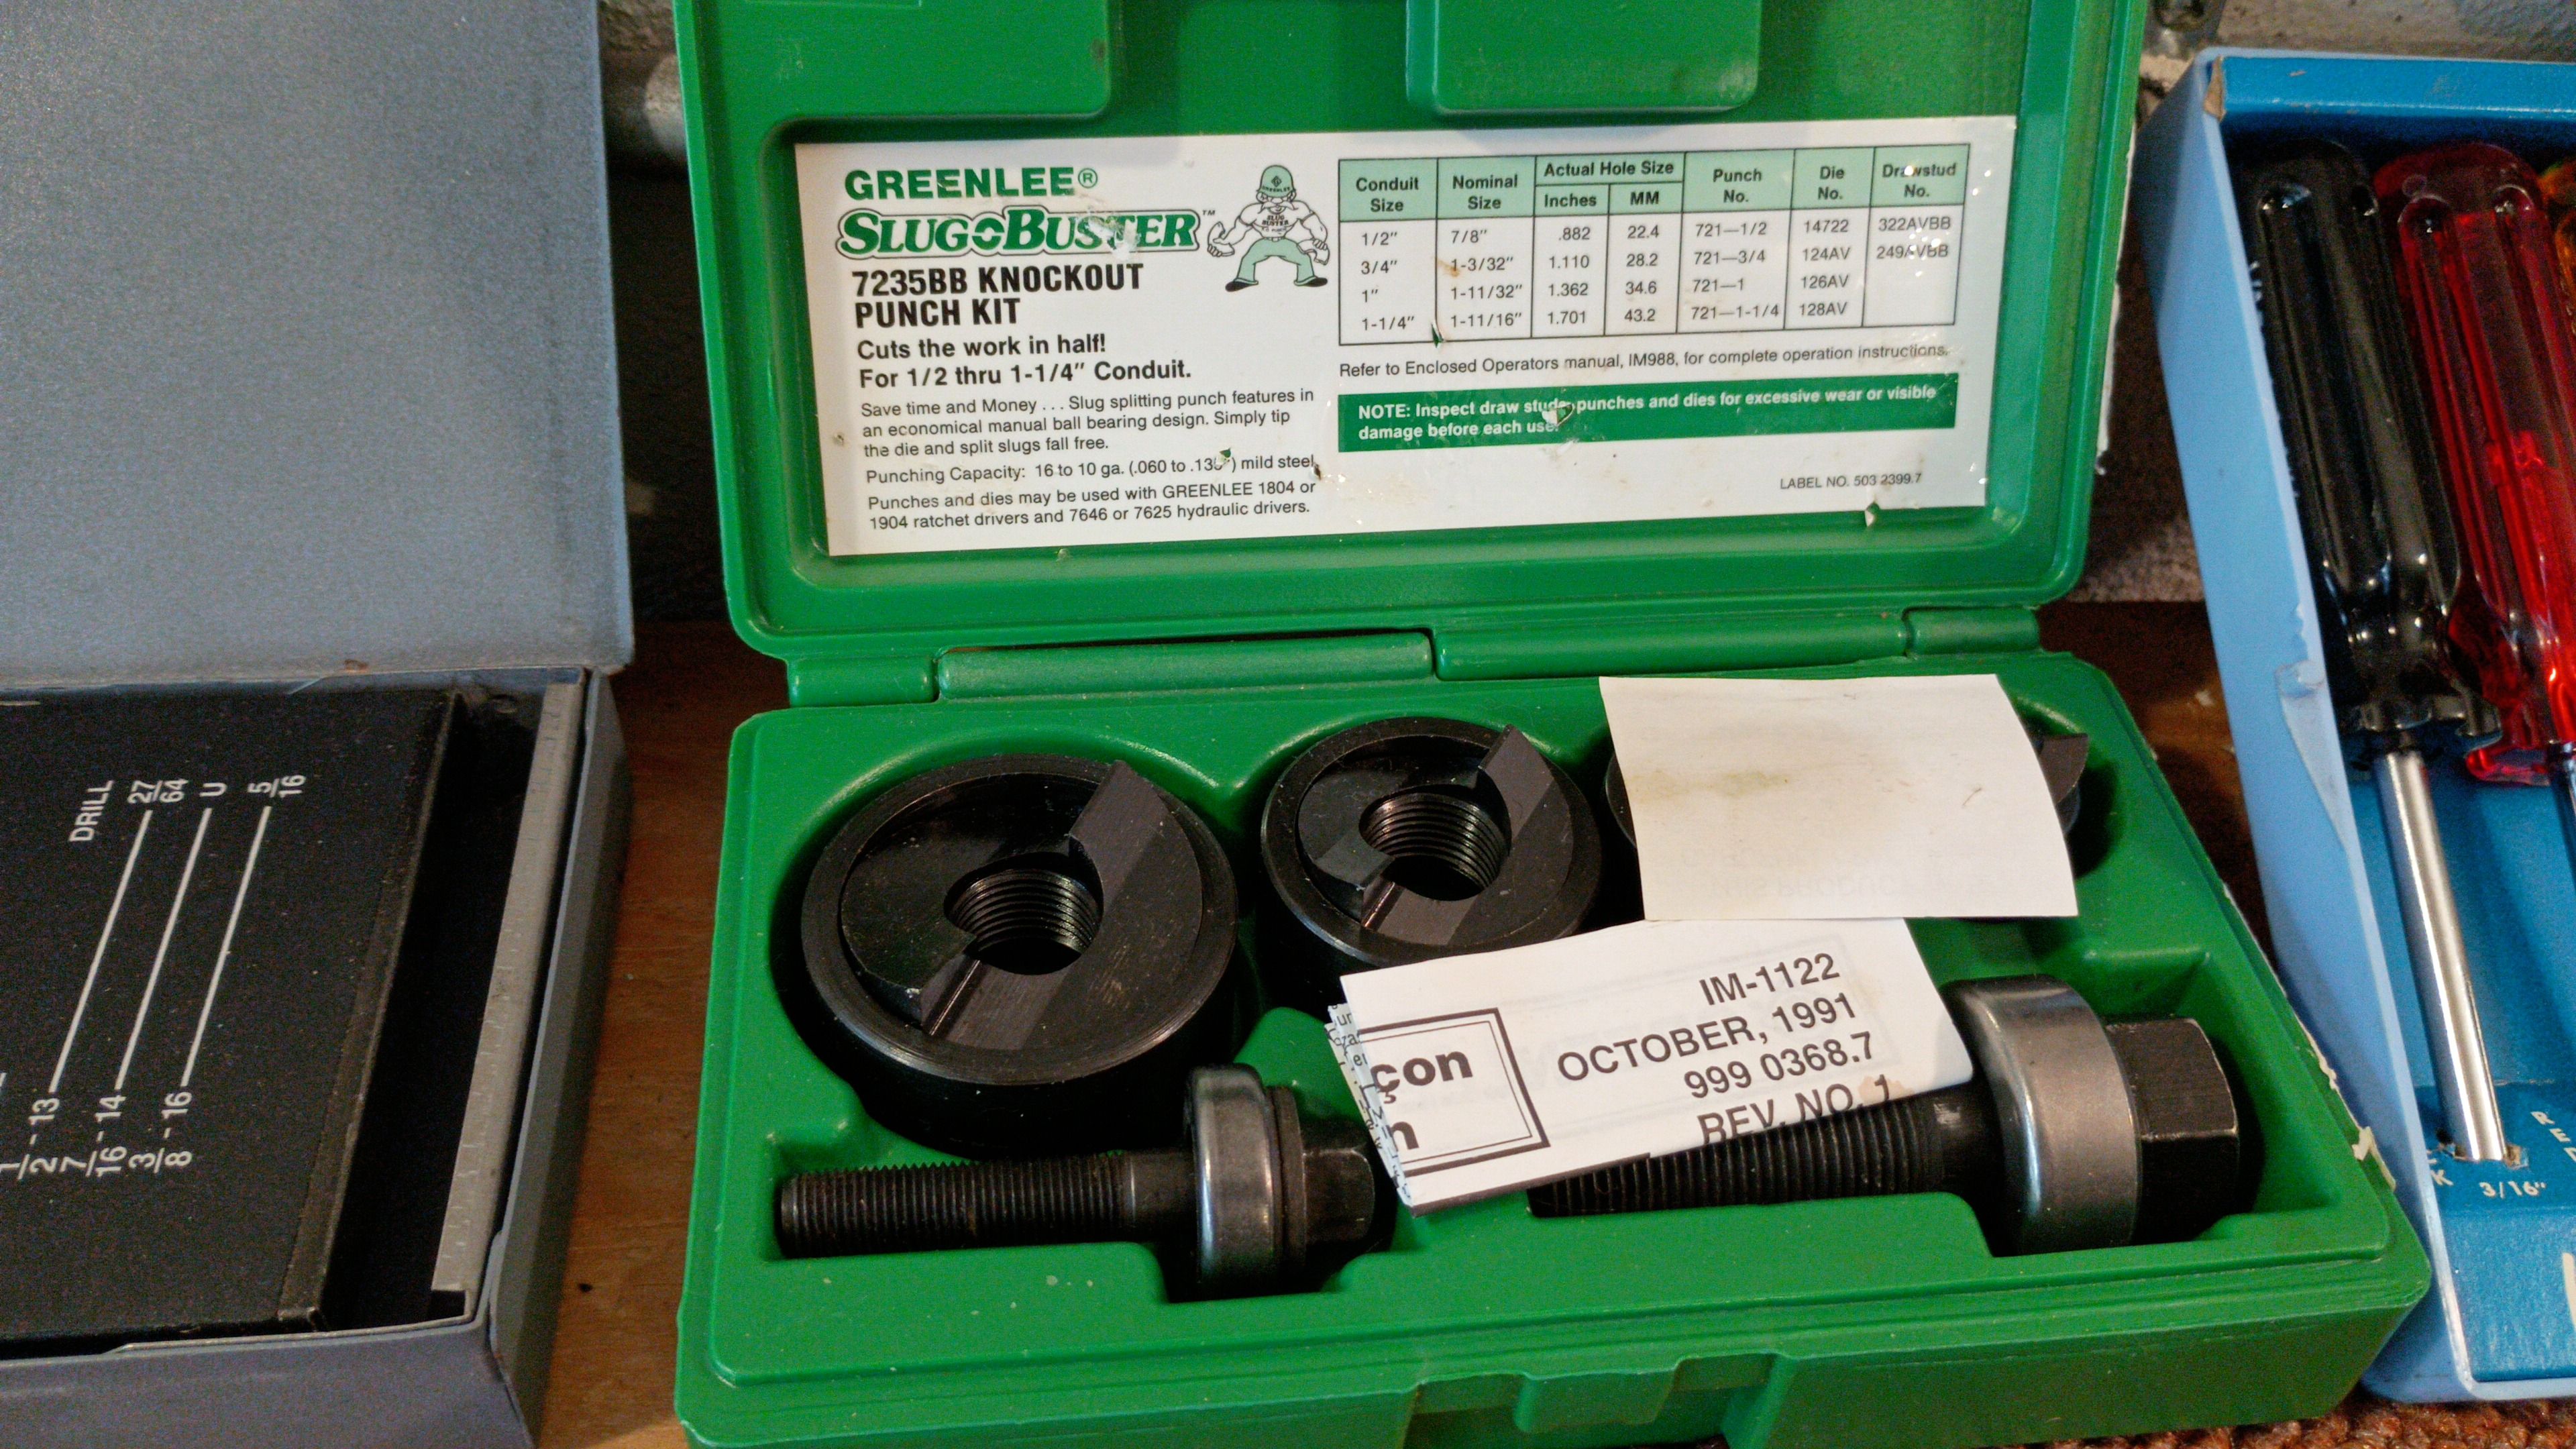 GREENLEE®
SLUG BUSTER™
7235BB KNOCKOUT
PUNCH KIT
Cuts the work in half!
For 1/2 thru 1-1/4" Conduit.
Save time and Money . . . Slug splitting punch features in
an economical manual ball bearing design. Simply tip
the die and split slugs fall free.
Punching Capacity: 16 to 10 ga. (.060 to ) mild steel.
Punches and dies may be used with GREENLEE 1804 or
1904 ratchet drivers and 7646 or 7625 hydraulic drivers.
Conduit Size Nominal Size Actual Hole Size Inches MM Punch No. Die No. Drawstud No.
1/2" 7/8" .882 22.4 721—1/2 14722 322AVBB
3/4" 1-3/32" 1.110 28.2 721—3/4 124AV 249AVBB
1" 1-11/32" 1.362 34.6 721—1 126AV
1-1/4" 1-11/16" 1.701 43.2 721—1-1/4 128AV
Refer to Enclosed Operators manual, IM988, for complete operation instructions.
NOTE: Inspect draw studs, punches and dies for excessive wear or visible
damage before each use.
LABEL NO. 503 2399.7
IM-1122
OCTOBER, 1991
999 0368.7
REV. NO. 1
çon
n
DRILL
27/64 U 5/16
1/2 - 13
7/16 - 14
3/8 - 16
3/16"